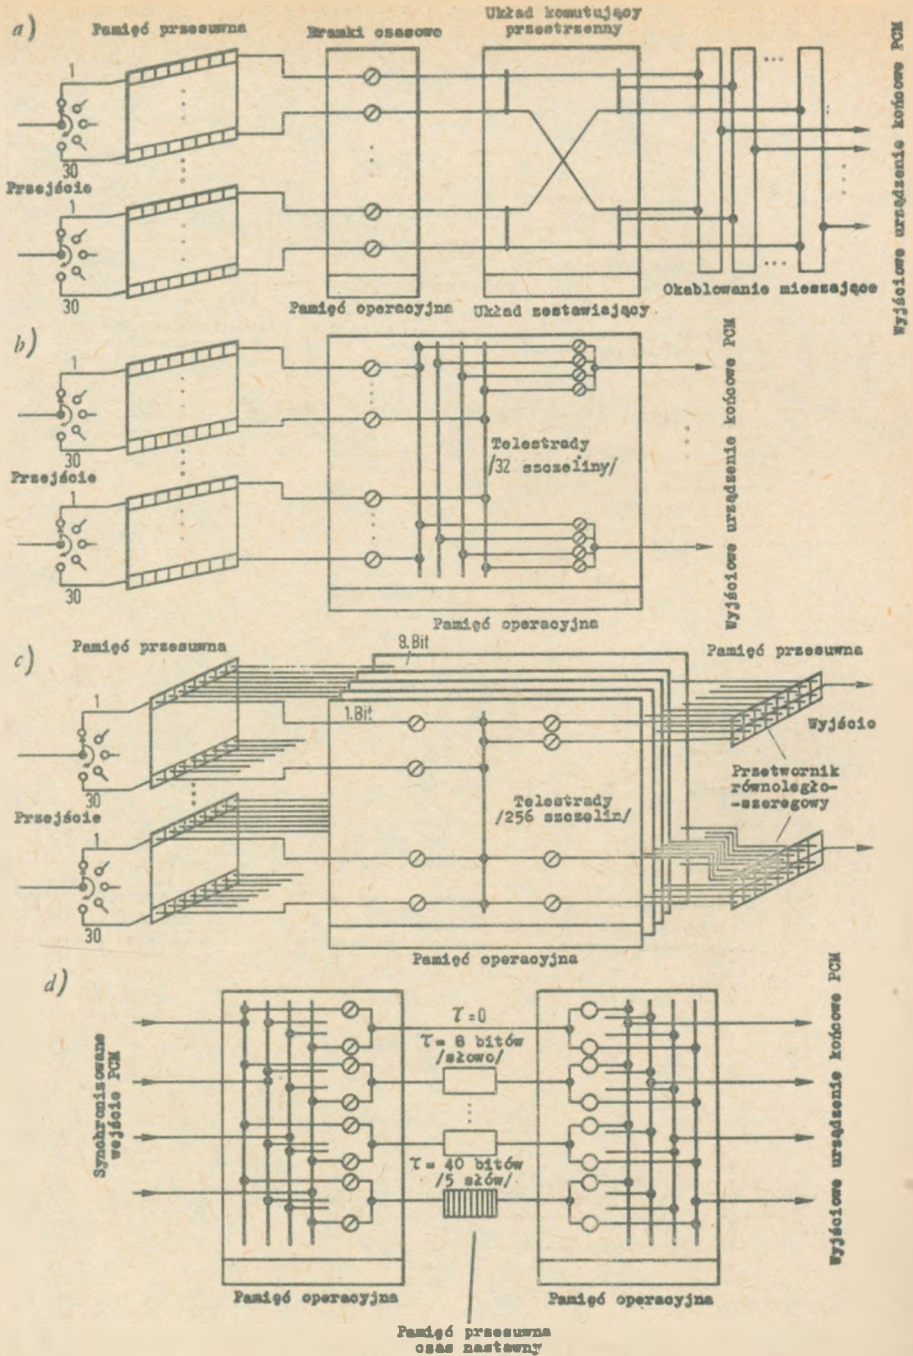 a)
Pamięć przesuwna
Bramki czasowe
Układ komutujący
przestrzenny
1
30
Przejście
1
30
...
Pamięć operacyjna
Układ zestawiający
Okablowanie mieszające
Wyjściowe urządzenie końcowe PCM
b)
1
30
Przejście
1
30
Telestrady
/32 szczeliny/
Pamięć operacyjna
Wyjściowe urządzenie końcowe PCM
c)
Pamięć przesuwna
8.Bit
1.Bit
Pamięć przesuwna
1
30
Przejście
1
30
Telestrady
/256 szczelin/
Wyjście
Przetwornik
równoległo-
-szeregowy
Pamięć operacyjna
d)
Synchronizowane
wejście PCM
τ=0
τ= 8 bitów
/słowo/
τ= 40 bitów
/5 słów/
Pamięć operacyjna
Pamięć operacyjna
Pamięć przesuwna
czas nastawny
Wyjściowe urządzenie końcowe PCM